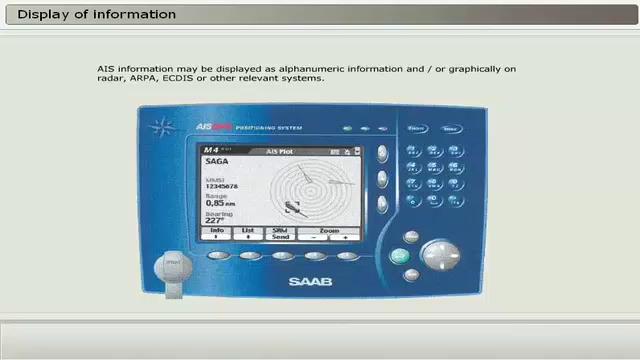 Display of information
AIS information may be displayed as alphanumeric information and / or graphically on
radar, ARPA, ECDIS or other relevant systems.
AIS
POSITIONING SYSTEM
M4
AIS Plot
SAGA
MMSI
12345678
Range
0,85 nm
Bearing
227°
Info
List
SRM
Send
Zoom
- +
SAAB